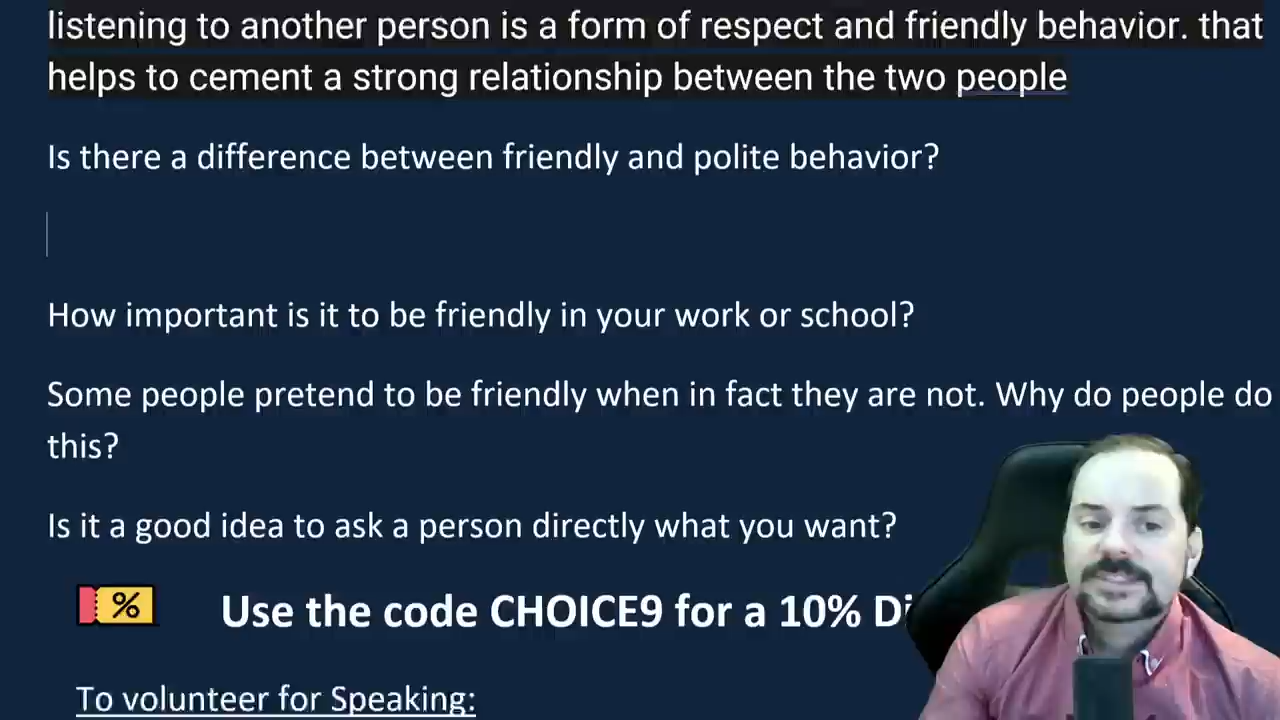 listening to another person is a form of respect and friendly behavior. that
helps to cement a strong relationship between the two people
Is there a difference between friendly and polite behavior?
How important is it to be friendly in your work or school?
Some people pretend to be friendly when in fact they are not. Why do people do
this?
Is it a good idea to ask a person directly what you want?
% Use the code CHOICE9 for a 10%
To volunteer for Speaking: